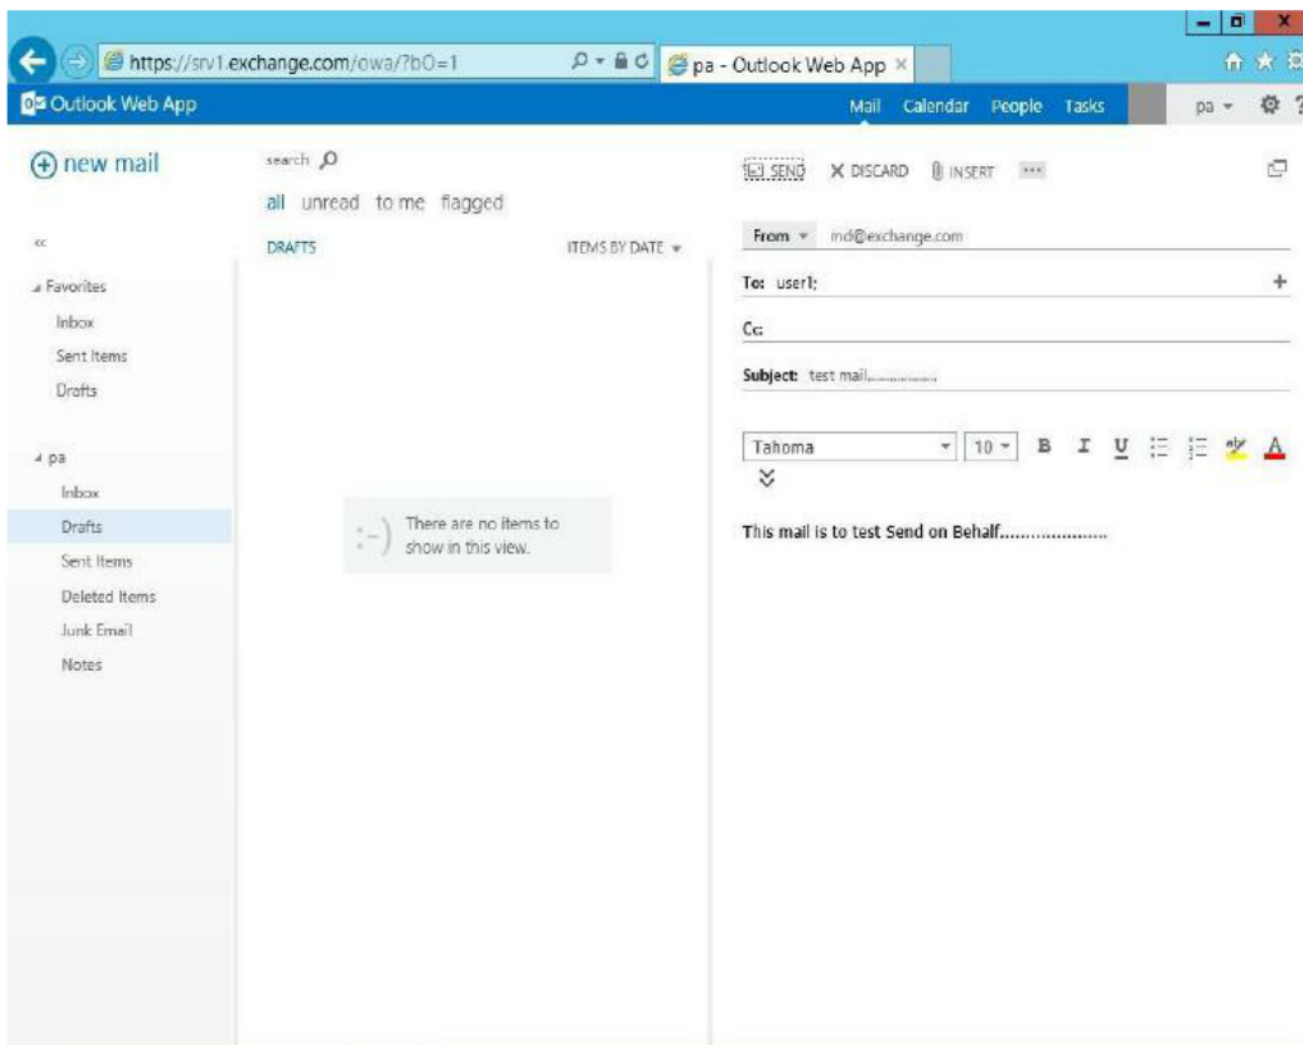 https://srv1.exchange.com/owa/?bO=1
pa - Outlook Web App
Outlook Web App
Mail Calendar People Tasks
pa
?
new mail
search
all unread to me flagged
DRAFTS
ITEMS BY DATE
Favorites
Inbox
Sent Items
Drafts
pa
Inbox
Drafts
Sent Items
Deleted Items
Junk Email
Notes
:-) There are no items to
show in this view.
SEND X DISCARD INSERT ...
From md@exchange.com
To: user1;
Cc:
Subject: test mail..................
Tahoma 10 B I U aby A
This mail is to test Send on Behalf.....................